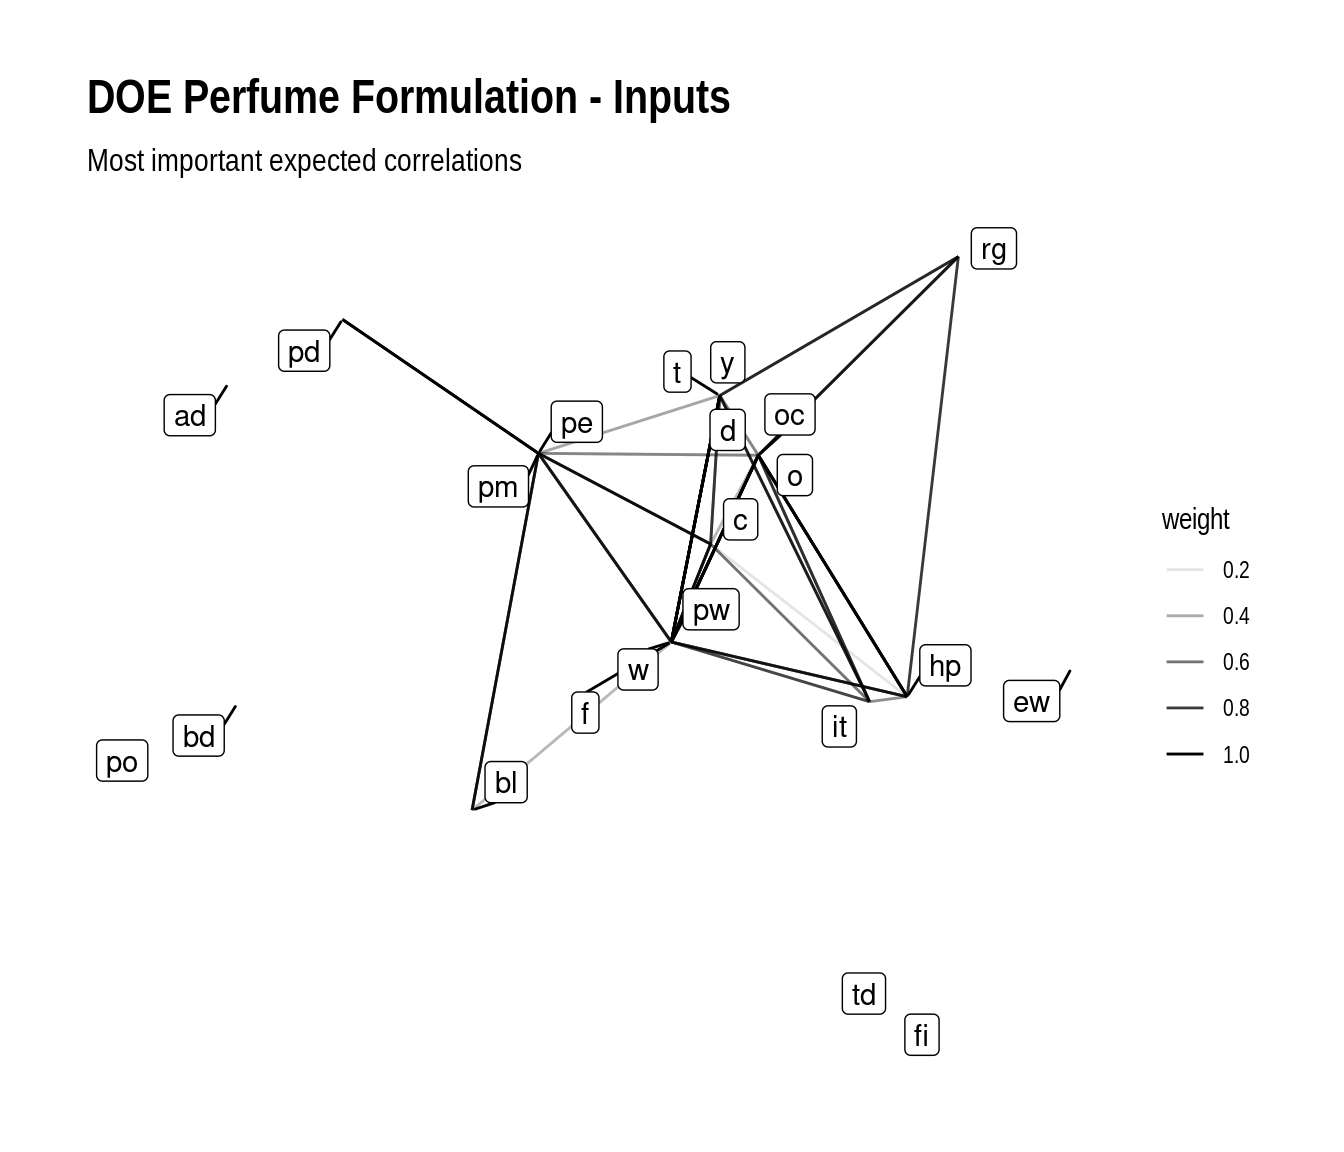 DOE Perfume Formulation - Inputs
Most important expected correlations
rg
pd
t
y
ad
pe
d
oc
pm
o
c
weight
0.2
0.4
0.6
0.8
1.0
pw
w
hp
ew
f
it
bd
po
bl
td
fi